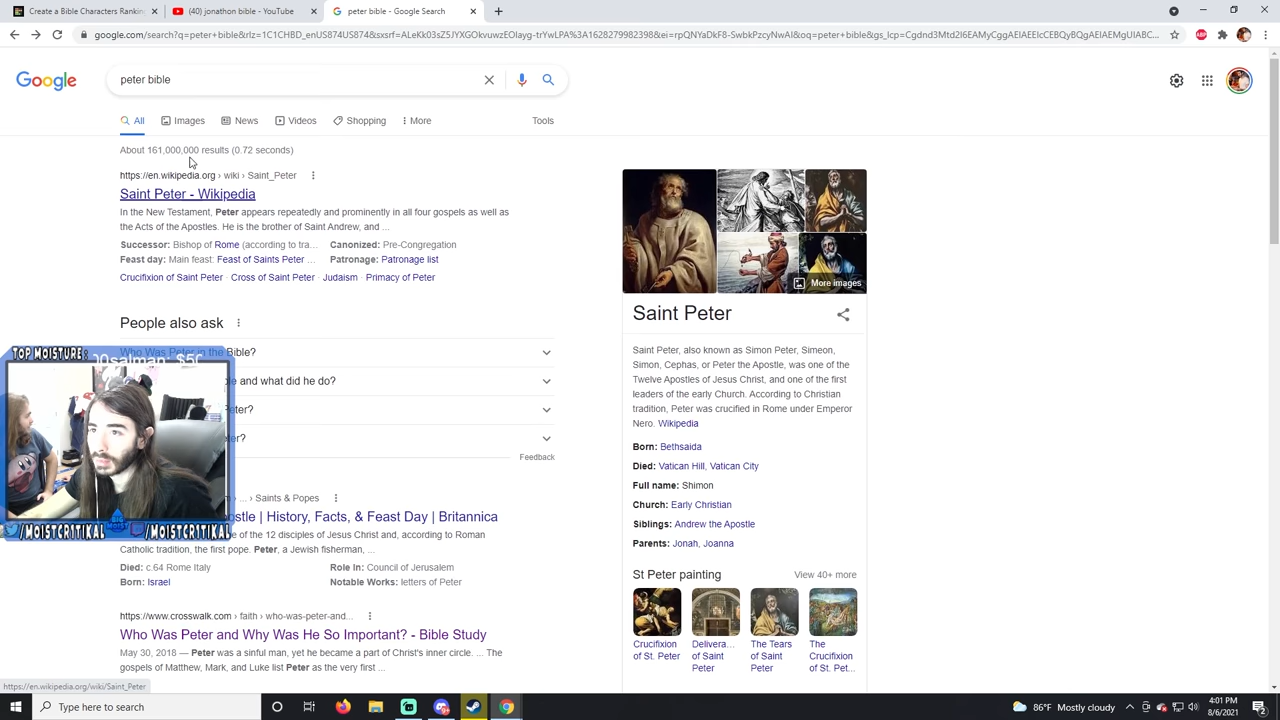 Create a Bible Characters Ranking
(40) jonathon bible - YouTube
peter bible - Google Search
google.com/search?q=peter+bible&rlz=1C1CHBD_enUS874US874&sxsrf=
Google
peter bible
All
Images
News
Videos
Shopping
More
Tools
About 161,000,000 results (0.72 seconds)
https://en.wikipedia.org › wiki › Saint_Peter
Saint Peter - Wikipedia
In the New Testament, Peter appears repeatedly and prominently in all four gospels as well as
the Acts of the Apostles. He is the brother of Saint Andrew, and ...
Successor: Bishop of Rome (according to tra... Canonized: Pre-Congregation
Feast day: Main feast: Feast of Saints Peter ... Patronage: Patronage list
Crucifixion of Saint Peter · Cross of Saint Peter · Judaism · Primacy of Peter
People also ask
Who Was Peter in the Bible?
and what did he do?
Feedback
... › Saints & Popes
| History, Facts, & Feast Day | Britannica
of the 12 disciples of Jesus Christ and, according to Roman
Catholic tradition, the first pope. Peter, a Jewish fisherman, ...
Died: c.64 Rome Italy Role In: Council of Jerusalem
Born: Israel Notable Works: letters of Peter
https://www.crosswalk.com › faith › who-was-peter-and...
Who Was Peter and Why Was He So Important? - Bible Study
May 30, 2018 — Peter was a sinful man, yet he became a part of Christ's inner circle. ... The
gospels of Matthew, Mark, and Luke list Peter as the very first ...
More images
Saint Peter
Saint Peter, also known as Simon Peter, Simeon,
Simon, Cephas, or Peter the Apostle, was one of the
Twelve Apostles of Jesus Christ, and one of the first
leaders of the early Church. According to Christian
tradition, Peter was crucified in Rome under Emperor
Nero. Wikipedia
Born: Bethsaida
Died: Vatican Hill, Vatican City
Full name: Shimon
Church: Early Christian
Siblings: Andrew the Apostle
Parents: Jonah, Joanna
St Peter painting
View 40+ more
Crucifixion
of St. Peter
Delivera...
of Saint
Peter
The Tears
of Saint
Peter
The
Crucifixion
of St. Pet...
TOP MOISTURE:
BIG
MOIST
/MOISTCR1TIKAL
/MOISTCR1TIKAL
https://en.wikipedia.org/wiki/Saint_Peter
Type here to search
86°F Mostly cloudy
4:01 PM
8/6/2021
2